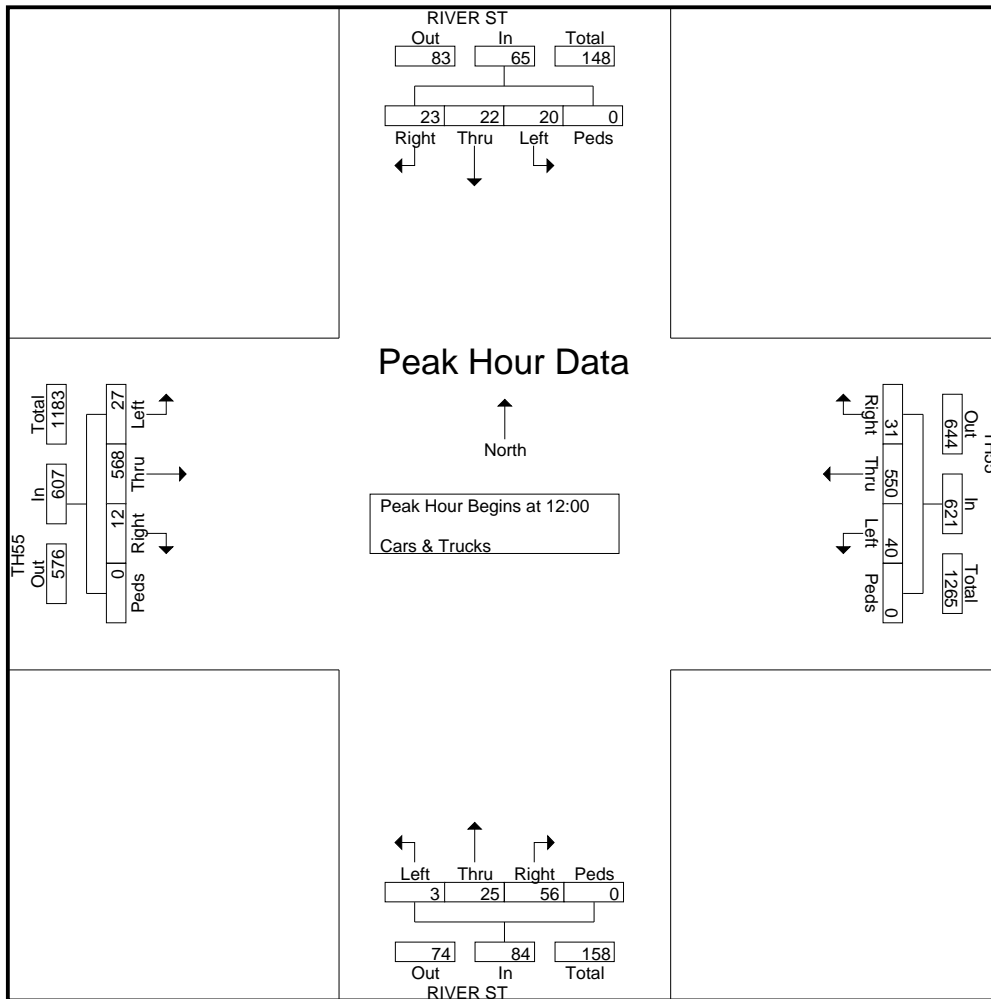 RIVER ST
Out In Total
83 65 148
23 22 20 0
Right Thru Left Peds
Peak Hour Data
North
Peak Hour Begins at 12:00
Cars & Trucks
TH55
Total In Out
1183 607 576
27 568 12 0
Left Thru Right Peds
TH55
Out In Total
644 621 1265
31 550 40 0
Right Thru Left Peds
Left Thru Right Peds
3 25 56 0
74 84 158
Out In Total
RIVER ST